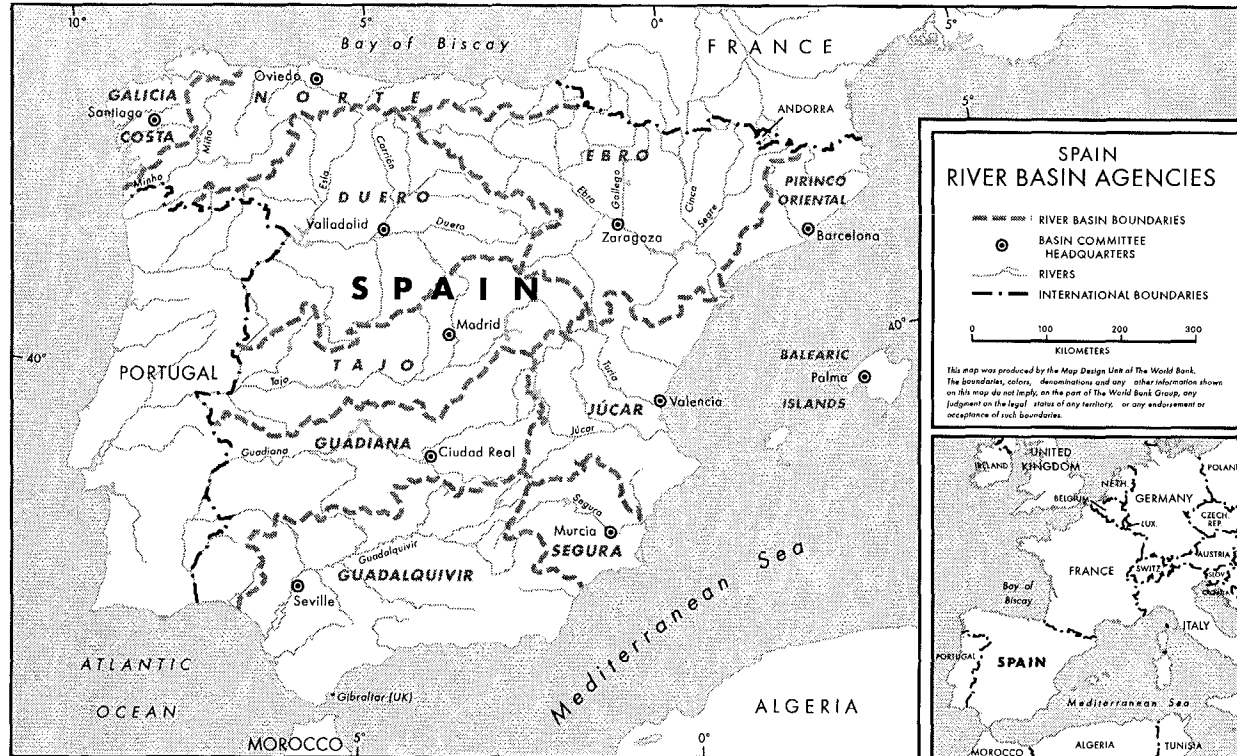 10°
5°
0°
5°
Bay of Biscay
FRANCE
Oviedo
GALICIA
NORTE
Santiago
COSTA
Miño
ANDORRA
5°
Carrión
EBRO
Minho
Esla
Gallego
Cinca
Segre
PIRINCO
ORIENTAL
DUERO
Ebra
Valladolid
Duero
Zaragoza
Barcelona
SPAIN
Madrid
40°
40°
PORTUGAL
TAJO
Tajo
Turia
BALEARIC
Palma
ISLANDS
JÚCAR
Valencia
GUADIANA
Júcar
Guadiana
Ciudad Real
Segura
Murcia
SEGURA
Guadalquivir
GUADALQUIVIR
Seville
Mediterranean Sea
ATLANTIC
OCEAN
Gibraltar (UK)
ALGERIA
MOROCCO
5°
0°
SPAIN
RIVER BASIN AGENCIES
RIVER BASIN BOUNDARIES
BASIN COMMITTEE
HEADQUARTERS
RIVERS
INTERNATIONAL BOUNDARIES
0 100 200 300
KILOMETERS
This map was produced by the Map Design Unit of The World Bank.
The boundaries, colors, denominations and any other information shown
on this map do not imply, on the part of The World Bank Group, any
judgment on the legal status of any territory, or any endorsement or
acceptance of such boundaries.
IRELAND
UNITED
KINGDOM
NETH.
POLAND
BELGIUM
GERMANY
LUX.
CZECH.
REP.
AUSTRIA
FRANCE
SWITZ.
SLOV.
CROATIA
Bay of
Biscay
ITALY
PORTUGAL
SPAIN
Mediterranean Sea
MOROCCO
ALGERIA
TUNISIA